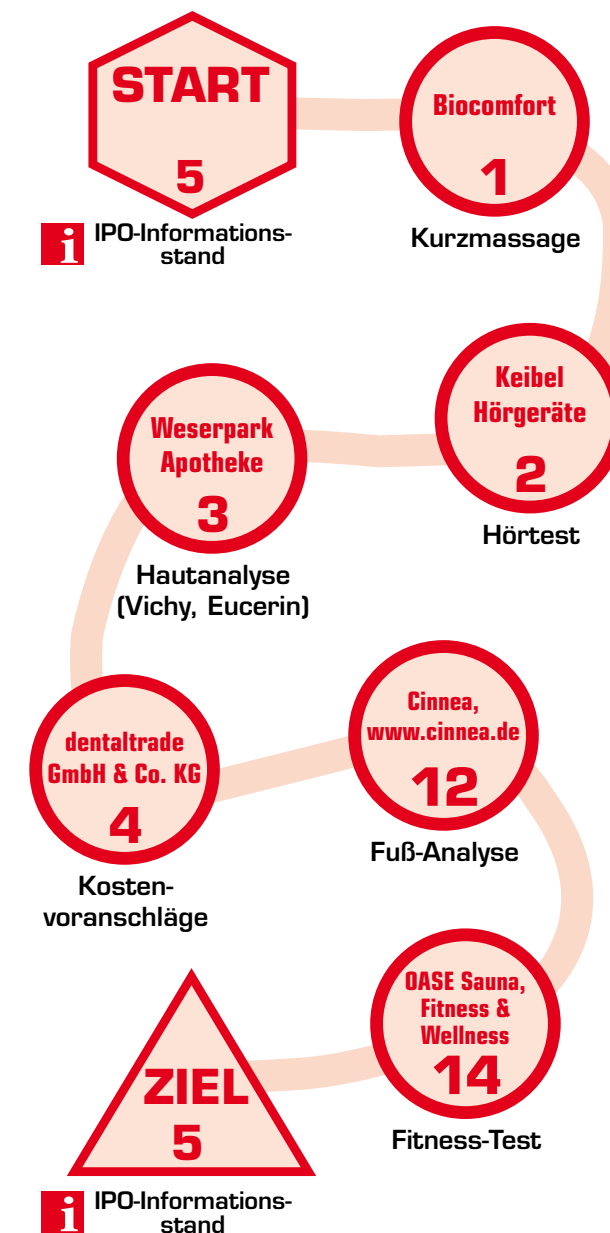 START
5
i IPO-Informations-
stand
Biocomfort
1
Kurzmassage
Keibel
Hörgeräte
2
Hörtest
Weserpark
Apotheke
3
Hautanalyse
(Vichy, Eucerin)
dentaltrade
GmbH & Co. KG
4
Kosten-
voranschläge
Cinnea,
www.cinnea.de
12
Fuß-Analyse
OASE Sauna,
Fitness &
Wellness
14
Fitness-Test
ZIEL
5
i IPO-Informations-
stand